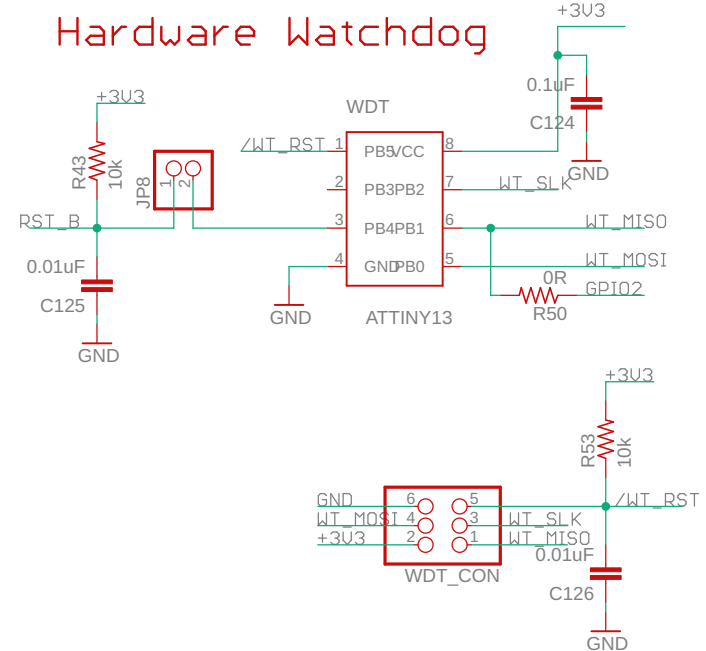 Hardware Watchdog
+3V3
0.1uF
C124
GND
+3V3
R43
10k
JP8
1
2
RST_B
0.01uF
C125
GND
WDT
/WT_RST
1
PB5
VCC
8
2
PB3
PB2
7
WT_SLK
3
PB4
PB1
6
WT_MISO
4
GND
PB0
5
WT_MOSI
GND
ATTINY13
0R
R50
GPIO2
+3V3
R53
10k
GND
6
5
/WT_RST
WT_MOSI
4
3
WT_SLK
+3V3
2
1
WT_MISO
WDT_CON
0.01uF
C126
GND